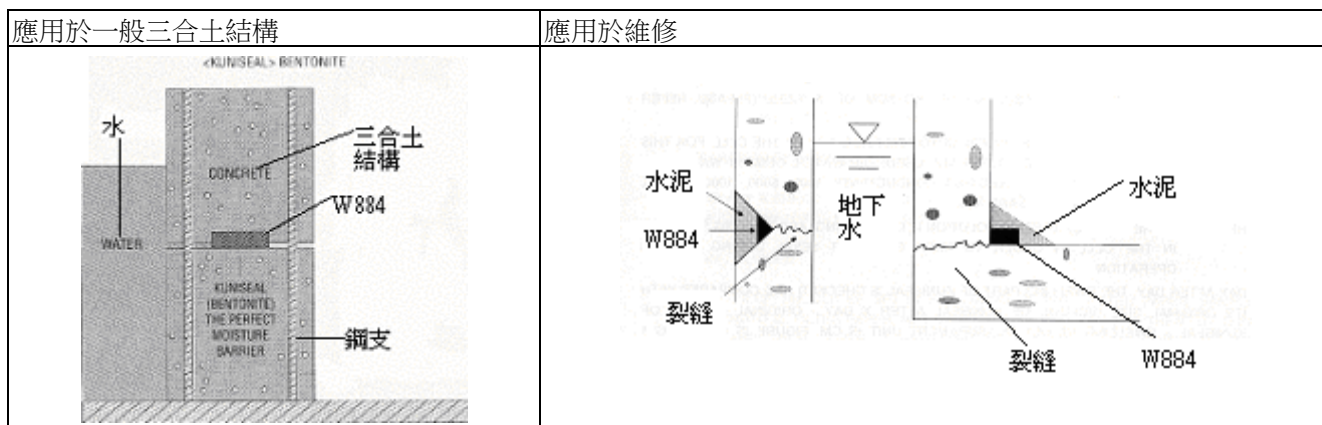 應用於一般三合土結構
應用於維修
<KUNISEAL> BENTONITE
水
三合土
結構
CONCRETE
W884
WATER
KUNISEAL
(BENTONITE)
THE PERFECT
MOISTURE
BARRIER
鋼支
水泥
W884
裂縫
地下
水
水泥
裂縫
W884